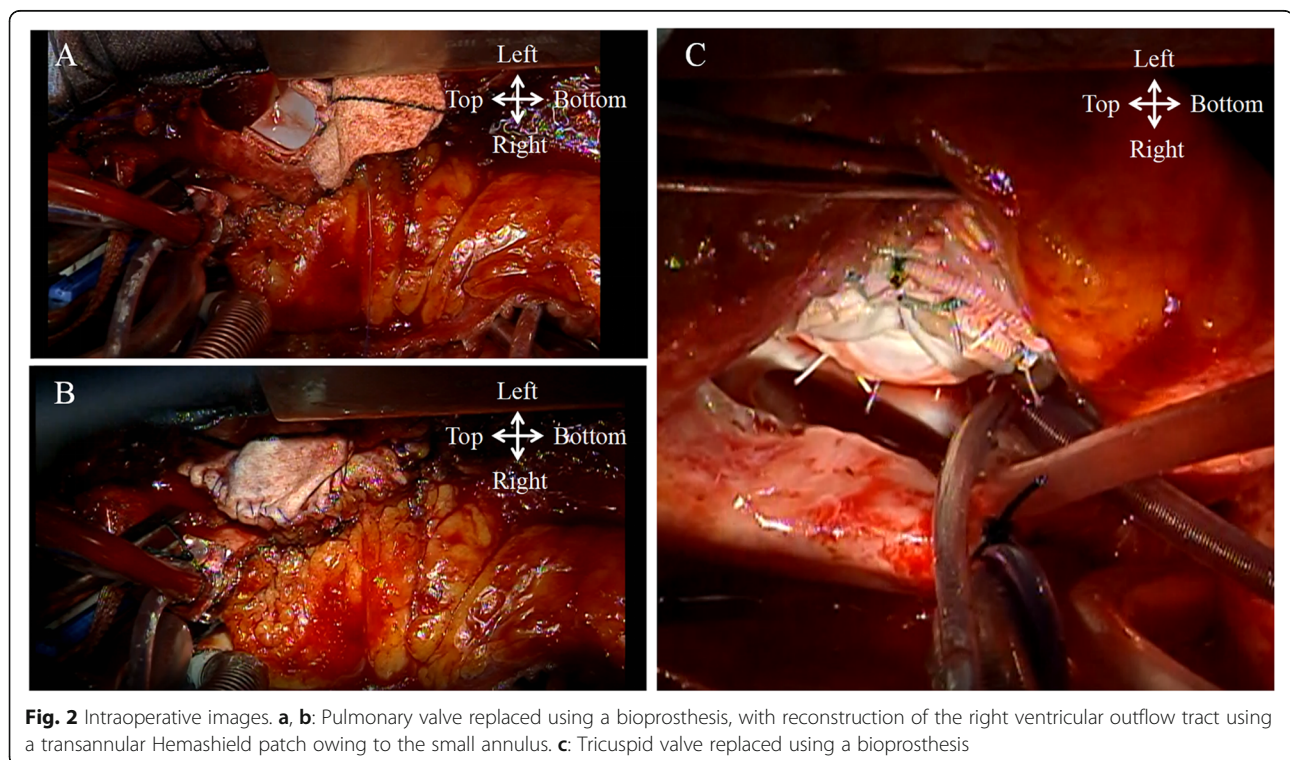 A
Left
Top
Bottom
Right
B
Left
Top
Bottom
Right
C
Left
Top
Bottom
Right
Fig. 2 Intraoperative images. a, b: Pulmonary valve replaced using a bioprosthesis, with reconstruction of the right ventricular outflow tract using
a transannular Hemashield patch owing to the small annulus. c: Tricuspid valve replaced using a bioprosthesis